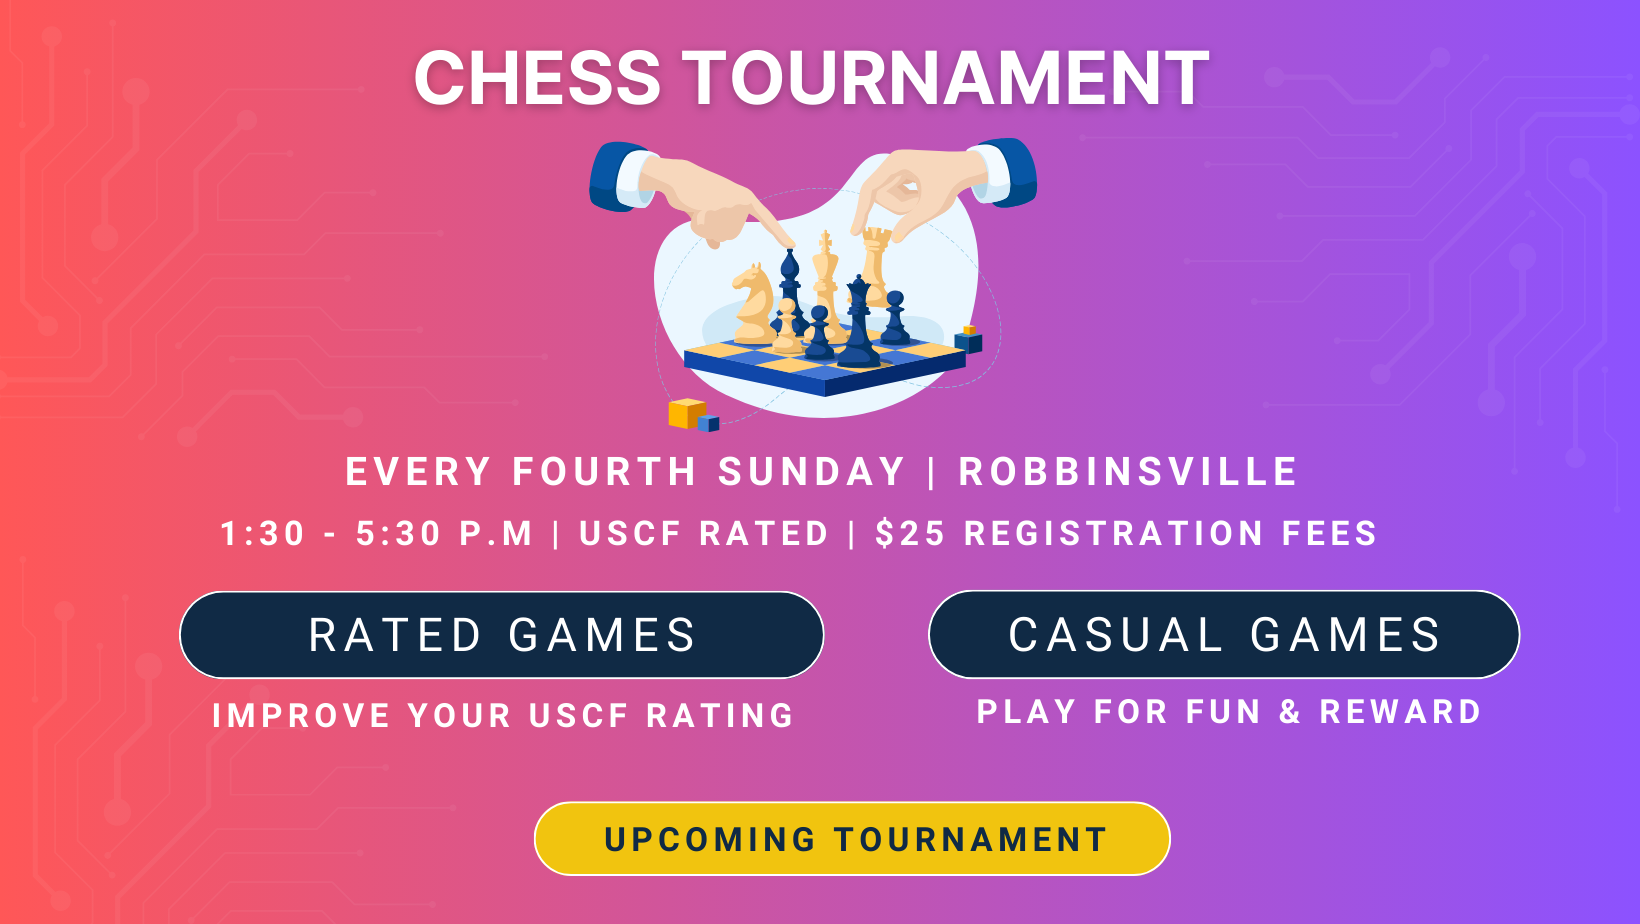 CHESS TOURNAMENT
EVERY FOURTH SUNDAY | ROBBINSVILLE
1:30 - 5:30 P.M | USCF RATED | $25 REGISTRATION FEES
RATED GAMES
IMPROVE YOUR USCF RATING
CASUAL GAMES
PLAY FOR FUN & REWARD
UPCOMING TOURNAMENT